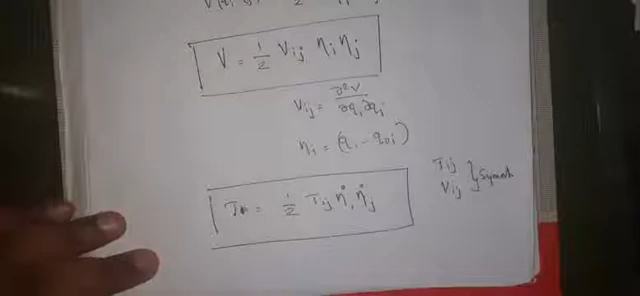 V = 1/2 Vij ηi ηj
Vij = ∂²V/∂qi∂qj
ηi = (qi - q0i)
Tij
Vij } Symm
T = 1/2 Tij η̇i η̇j